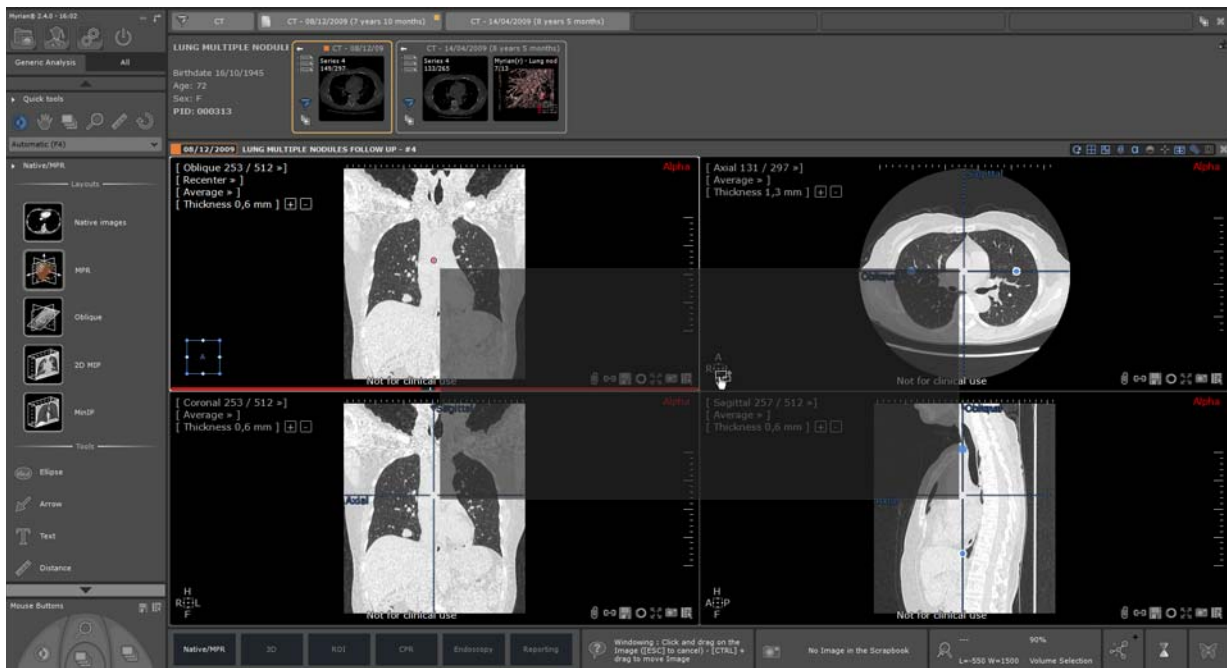 Myrian® 2.4.0 - 16:02
CT
CT - 08/12/2009 (7 years 10 months)
CT - 14/04/2009 (8 years 5 months)
Generic Analysis
All
LUNG MULTIPLE NODULI
Birthdate 16/10/1945
Age: 72
Sex: F
PID: 000313
CT - 08/12/09
Series 4
149/297
CT - 14/04/2009 (8 years 5 months)
Series 4
133/265
Myrian(r) - Lung nod
7/13
Quick tools
Automatic (F4)
Native/MPR
Layouts
Native images
MPR
Oblique
2D MIP
MinIP
Tools
Ellipse
Arrow
Text
Distance
Mouse Buttons
08/12/2009 LUNG MULTIPLE NODULES FOLLOW UP - #4
[ Oblique 253 / 512 »]
[ Recenter » ]
[ Average » ]
[ Thickness 0,6 mm ] + -
Alpha
A
Not for clinical use
[ Axial 131 / 297 »]
[ Average » ]
[ Thickness 1,3 mm ] + -
Alpha
Sagittal
Oblique
A
R
Not for clinical use
[ Coronal 253 / 512 »]
[ Average » ]
[ Thickness 0,6 mm ] + -
Alpha
Sagittal
Axial
H
R L
F
Not for clinical use
[ Sagittal 257 / 512 »]
[ Average » ]
[ Thickness 0,6 mm ] + -
Alpha
Oblique
Axial
H
A P
F
Not for clinical use
Native/MPR
3D
ROI
CPR
Endoscopy
Reporting
Windowing : Click and drag on the
Image ([ESC] to cancel) - [CTRL] +
drag to move Image
No Image in the Scrapbook
---
90%
L=-550 W=1500
Volume Selection